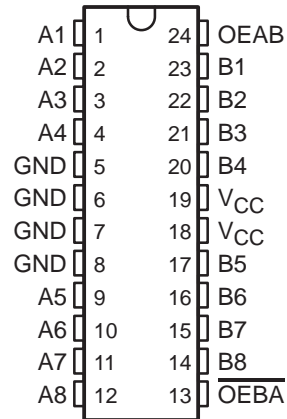 A1 1 24 OEAB
A2 2 23 B1
A3 3 22 B2
A4 4 21 B3
GND 5 20 B4
GND 6 19 VCC
GND 7 18 VCC
GND 8 17 B5
A5 9 16 B6
A6 10 15 B7
A7 11 14 B8
A8 12 13 O̅E̅B̅A̅